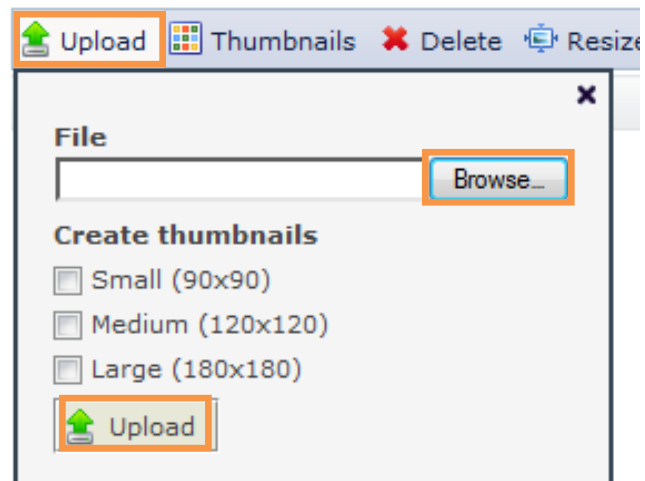 Upload Thumbnails Delete Resize
File
Browse...
Create thumbnails
Small (90x90)
Medium (120x120)
Large (180x180)
Upload